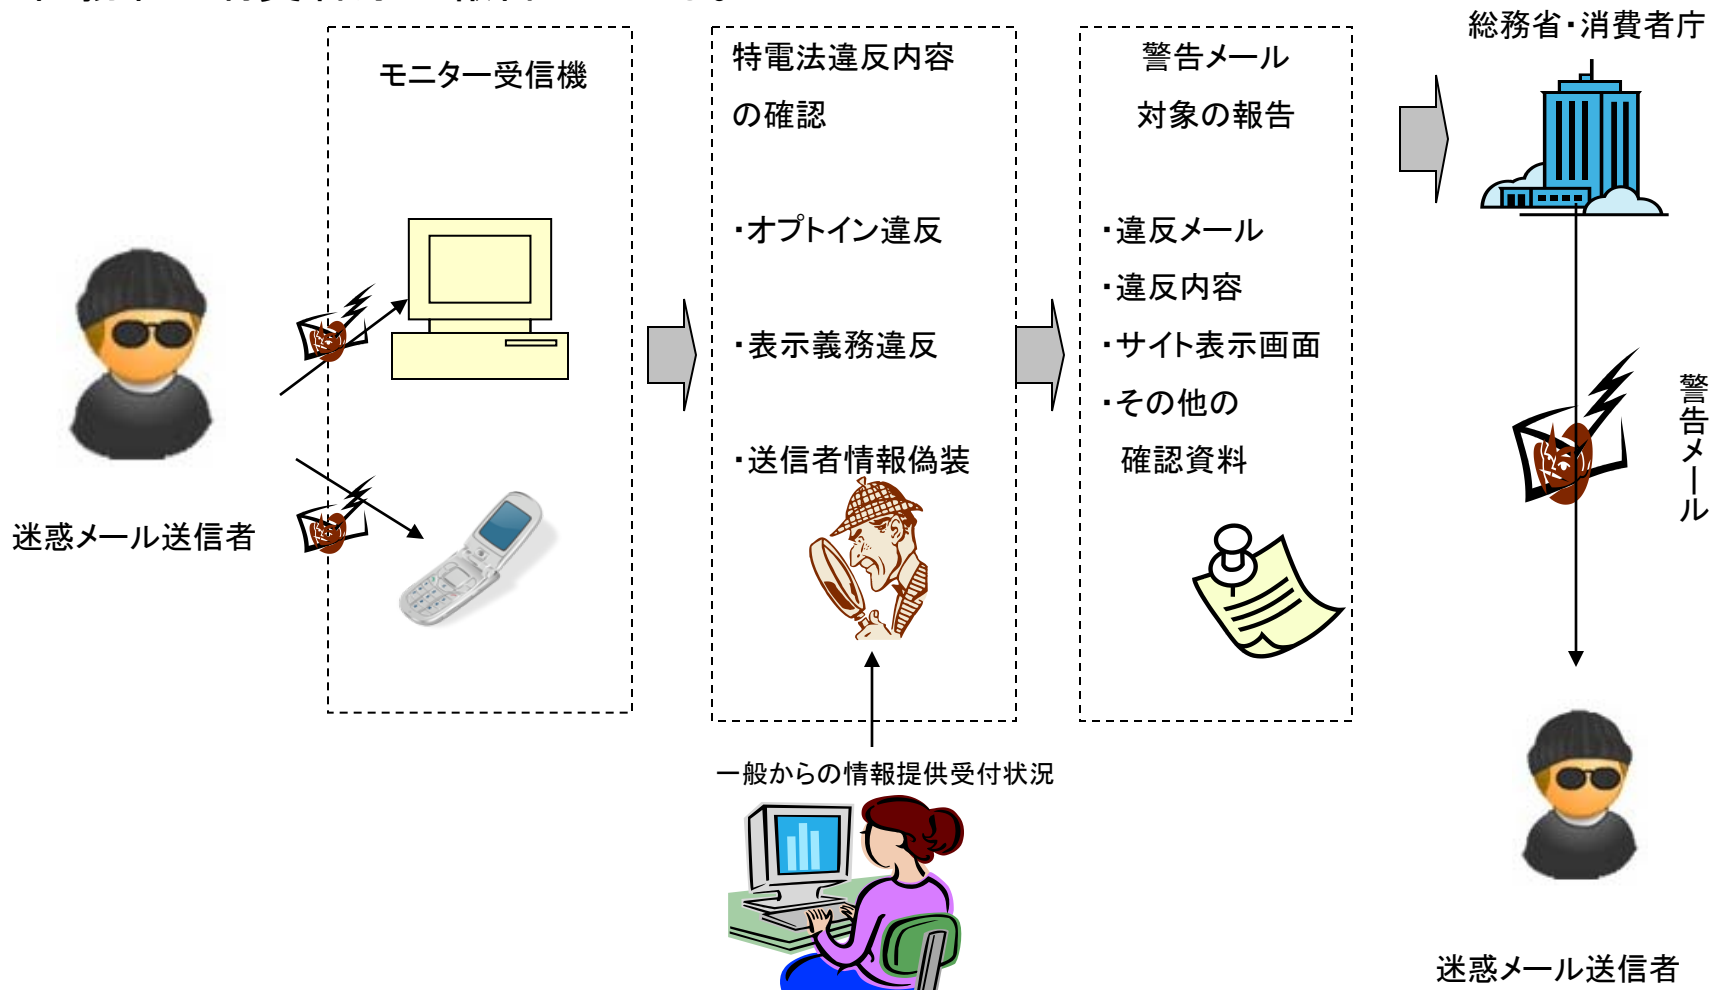 モニター受信機
特電法違反内容
の確認
・オプトイン違反
・表示義務違反
・送信者情報偽装
警告メール
対象の報告
・違反メール
・違反内容
・サイト表示画面
・その他の
確認資料
総務省・消費者庁
警告メール
迷惑メール送信者
一般からの情報提供受付状況
迷惑メール送信者